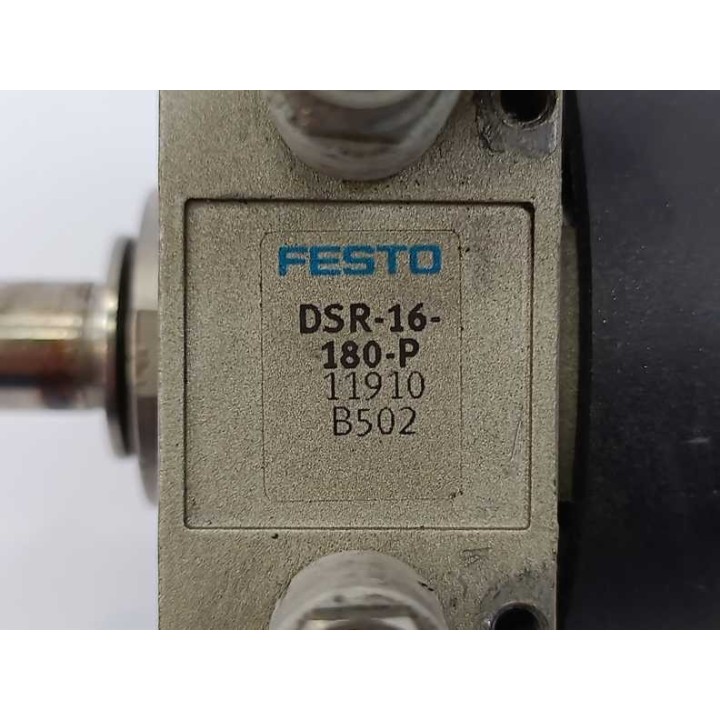 FESTO
DSR-16-
180-P
11910
B502